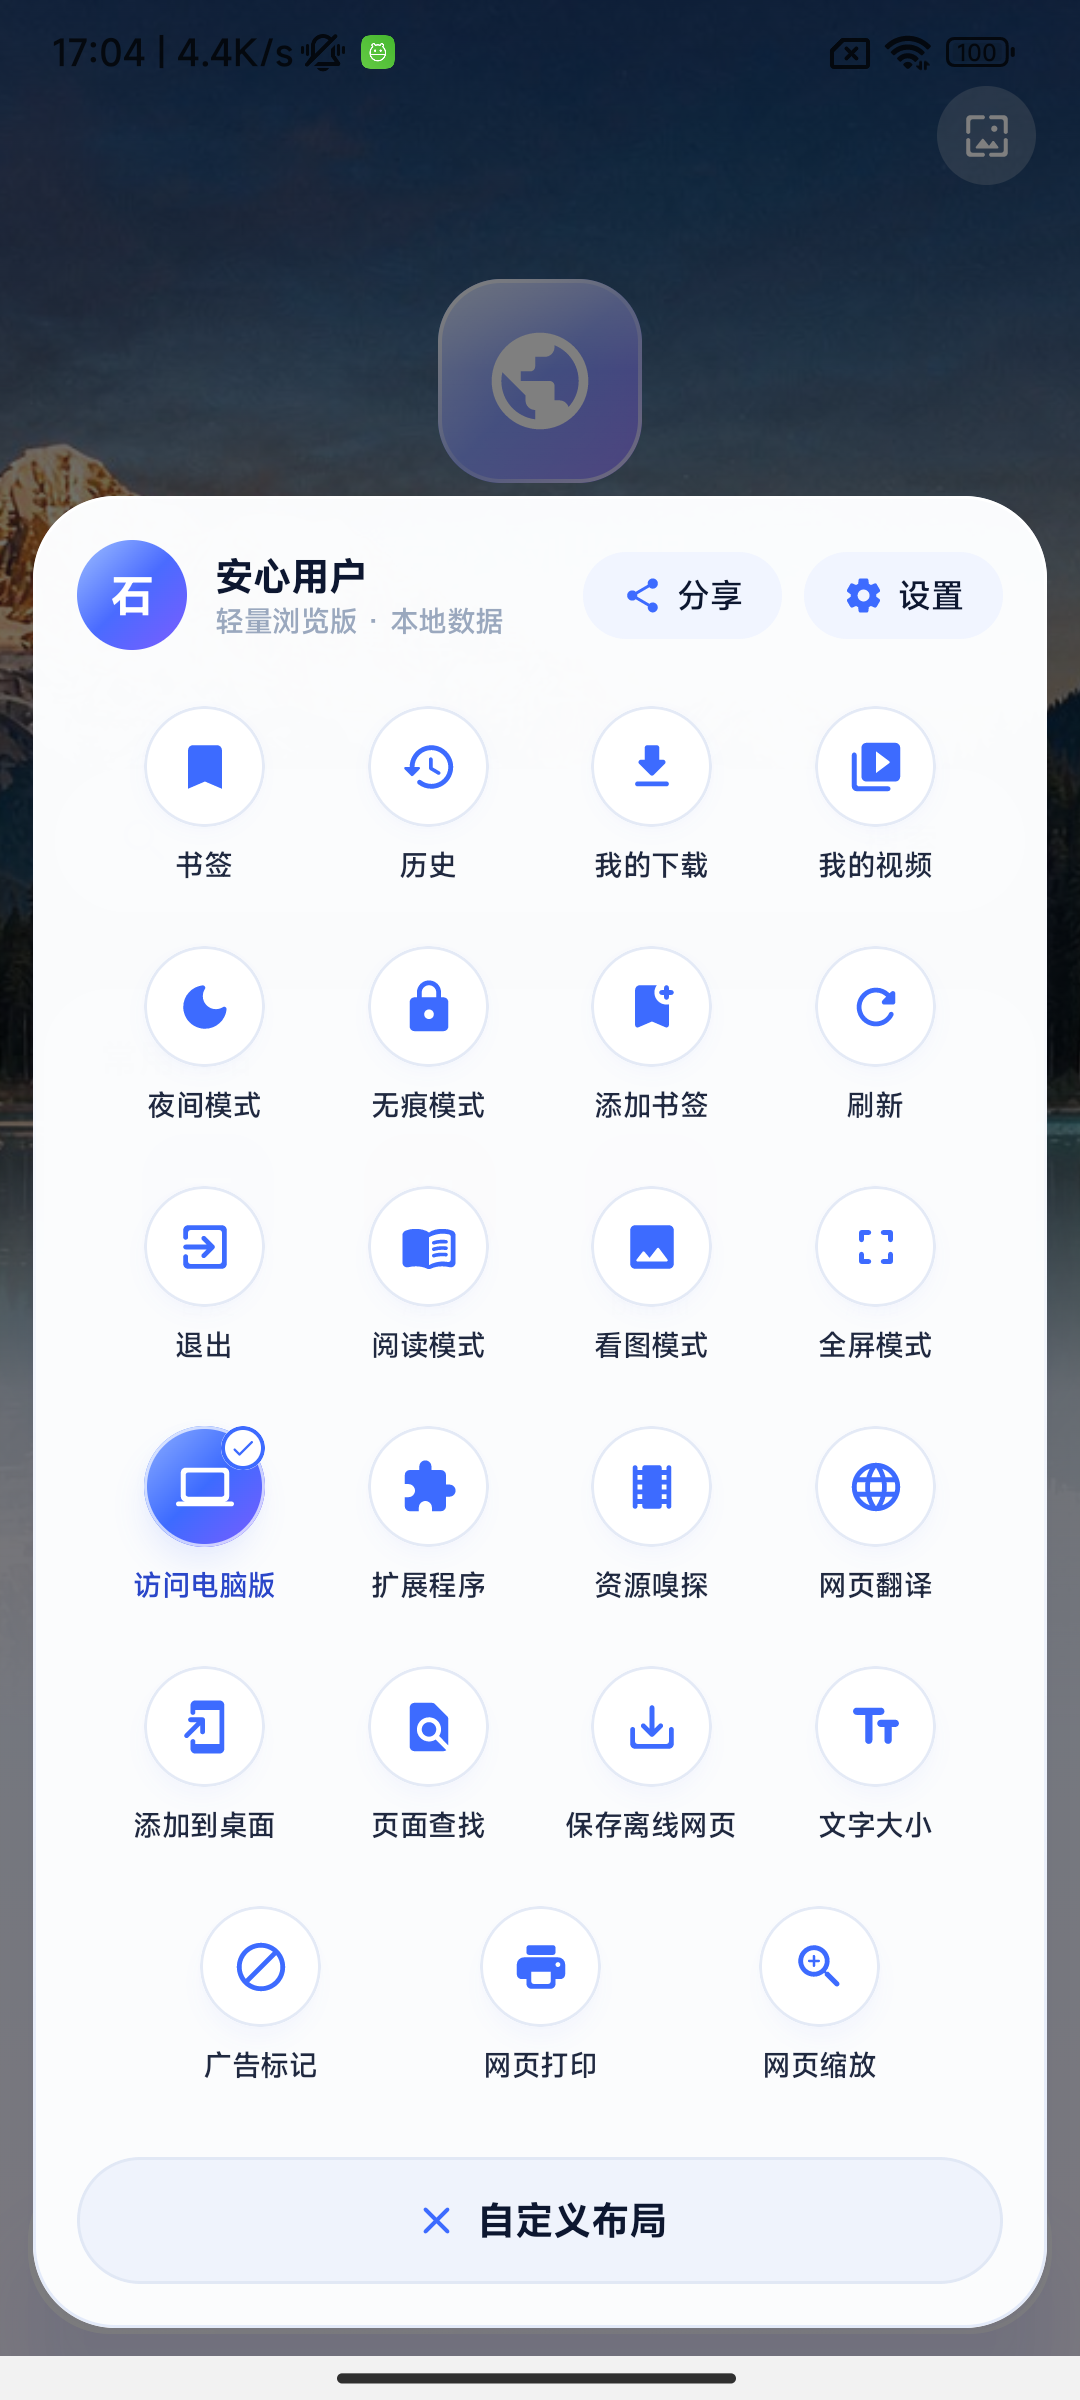 17:04 | 4.4K/s 100
石 安心用户
轻量浏览版 · 本地数据
分享 设置
书签 历史 我的下载 我的视频
夜间模式 无痕模式 添加书签 刷新
退出 阅读模式 看图模式 全屏模式
访问电脑版 扩展程序 资源嗅探 网页翻译
添加到桌面 页面查找 保存离线网页 文字大小
广告标记 网页打印 网页缩放
自定义布局